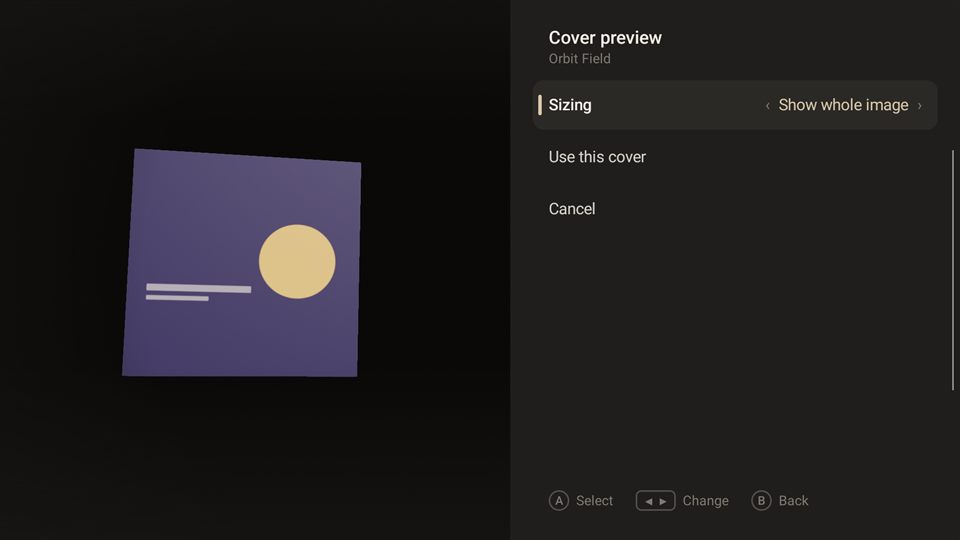 Cover preview
Orbit Field
Sizing ‹ Show whole image ›
Use this cover
Cancel
A Select ◄ ► Change B Back